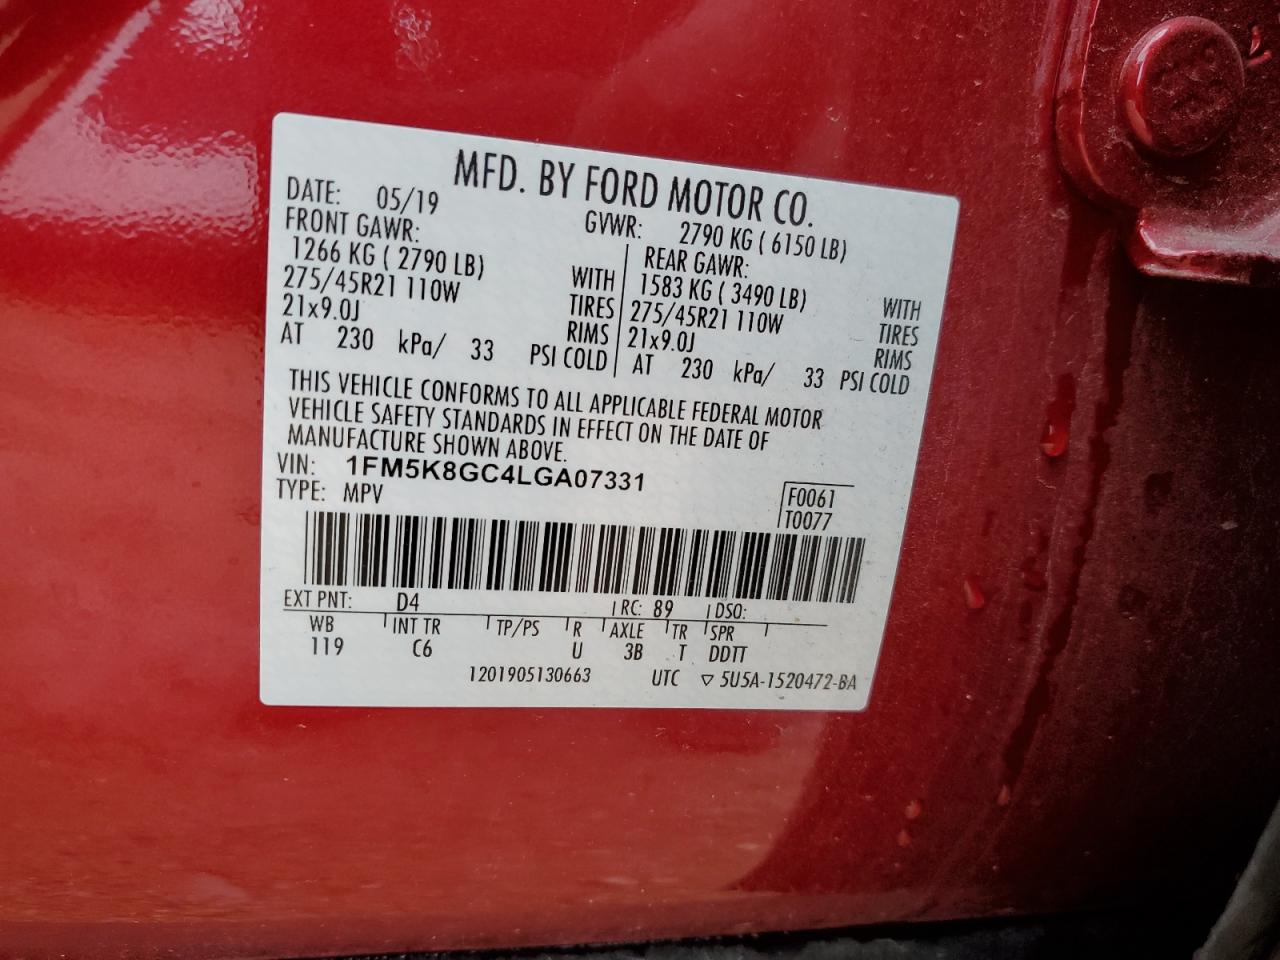 MFD. BY FORD MOTOR CO.
DATE: 05/19 GVWR: 2790 KG ( 6150 LB)
FRONT GAWR: REAR GAWR:
1266 KG ( 2790 LB) WITH 1583 KG ( 3490 LB) WITH
275/45R21 110W TIRES 275/45R21 110W TIRES
21x9.0J RIMS 21x9.0J RIMS
AT 230 kPa/ 33 PSI COLD AT 230 kPa/ 33 PSI COLD
THIS VEHICLE CONFORMS TO ALL APPLICABLE FEDERAL MOTOR
VEHICLE SAFETY STANDARDS IN EFFECT ON THE DATE OF
MANUFACTURE SHOWN ABOVE.
VIN: 1FM5K8GC4LGA07331 F0061
TYPE: MPV T0077
EXT PNT: D4 RC: 89 DSO:
WB INT TR TP/PS R AXLE TR SPR
119 C6 U 3B T DDTT
1201905130663 UTC ▽ 5U5A-1520472-BA